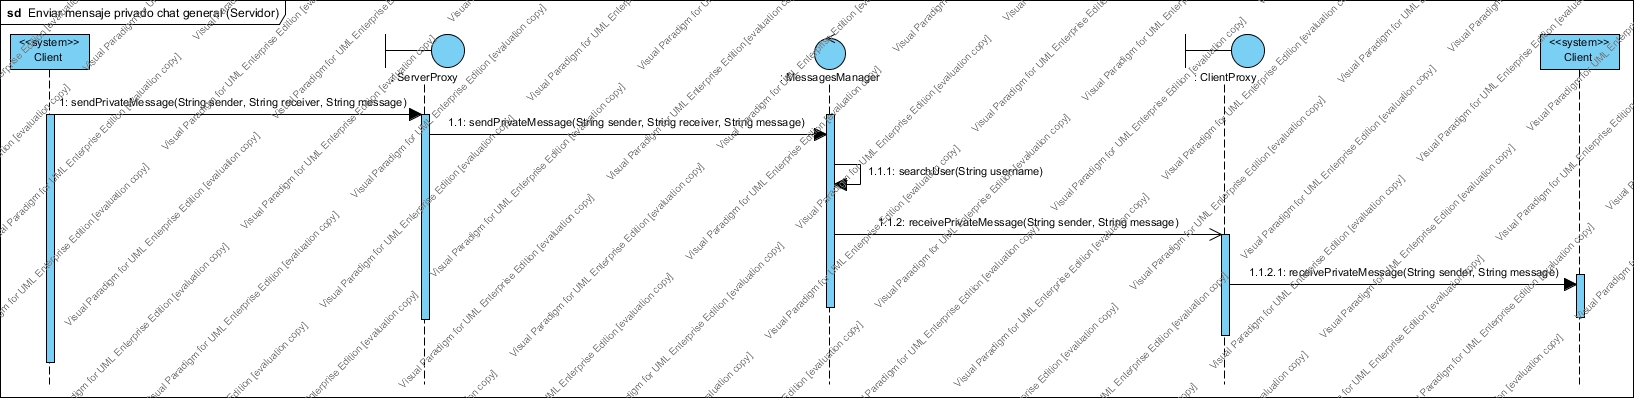 sd Enviar mensaje privado chat general (Servidor)
<<system>>
Client
: ServerProxy
: MessagesManager
: ClientProxy
<<system>>
Client
1: sendPrivateMessage(String sender, String receiver, String message)
1.1: sendPrivateMessage(String sender, String receiver, String message)
1.1.1: searchUser(String username)
1.1.2: receivePrivateMessage(String sender, String message)
1.1.2.1: receivePrivateMessage(String sender, String message)
Visual Paradigm for UML Enterprise Edition [evaluation copy]